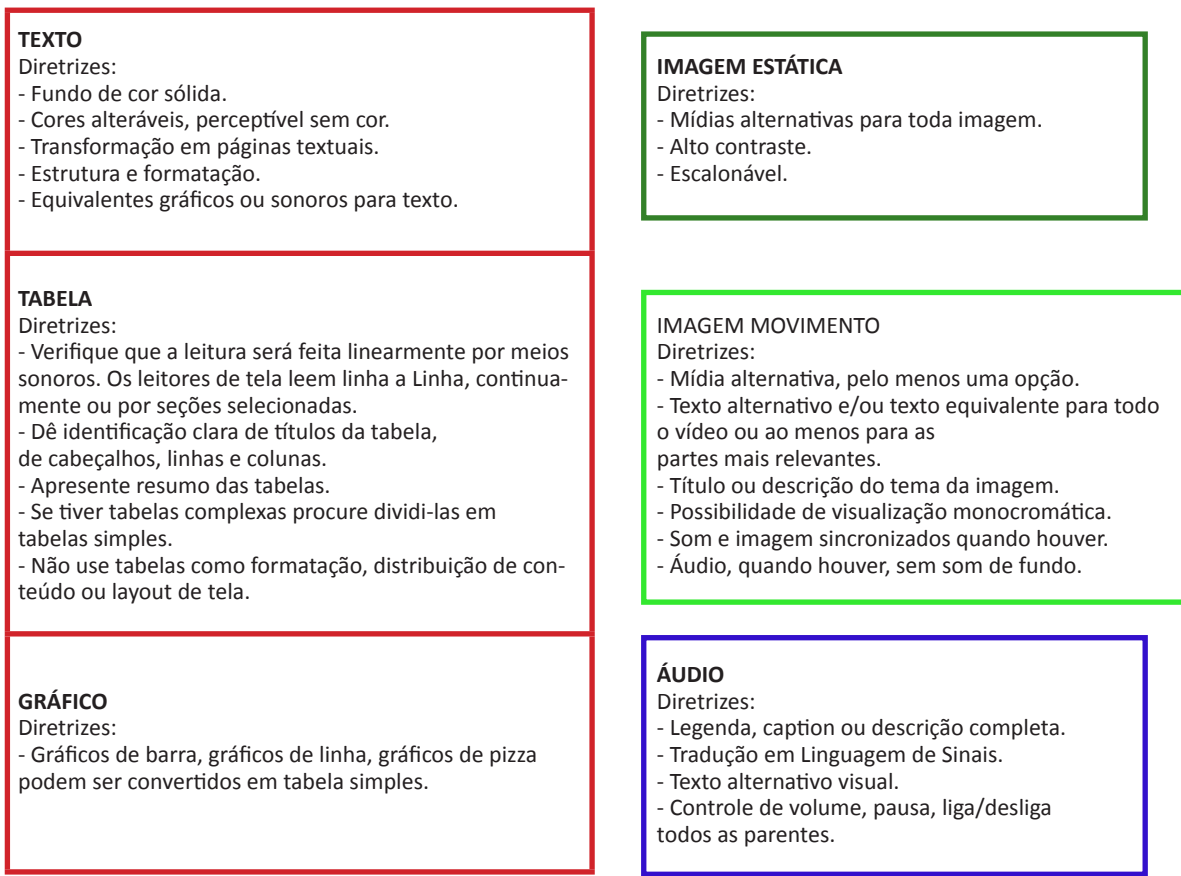 TEXTO
Diretrizes:
- Fundo de cor sólida.
- Cores alteráveis, perceptível sem cor.
- Transformação em páginas textuais.
- Estrutura e formatação.
- Equivalentes gráficos ou sonoros para texto.
TABELA
Diretrizes:
- Verifique que a leitura será feita linearmente por meios
sonoros. Os leitores de tela leem linha a Linha, continua-
mente ou por seções selecionadas.
- Dê identificação clara de títulos da tabela,
de cabeçalhos, linhas e colunas.
- Apresente resumo das tabelas.
- Se tiver tabelas complexas procure dividi-las em
tabelas simples.
- Não use tabelas como formatação, distribuição de con-
teúdo ou layout de tela.
GRÁFICO
Diretrizes:
- Gráficos de barra, gráficos de linha, gráficos de pizza
podem ser convertidos em tabela simples.
IMAGEM ESTÁTICA
Diretrizes:
- Mídias alternativas para toda imagem.
- Alto contraste.
- Escalonável.
IMAGEM MOVIMENTO
Diretrizes:
- Mídia alternativa, pelo menos uma opção.
- Texto alternativo e/ou texto equivalente para todo
o vídeo ou ao menos para as
partes mais relevantes.
- Título ou descrição do tema da imagem.
- Possibilidade de visualização monocromática.
- Som e imagem sincronizados quando houver.
- Áudio, quando houver, sem som de fundo.
ÁUDIO
Diretrizes:
- Legenda, caption ou descrição completa.
- Tradução em Linguagem de Sinais.
- Texto alternativo visual.
- Controle de volume, pausa, liga/desliga
todos as parentes.